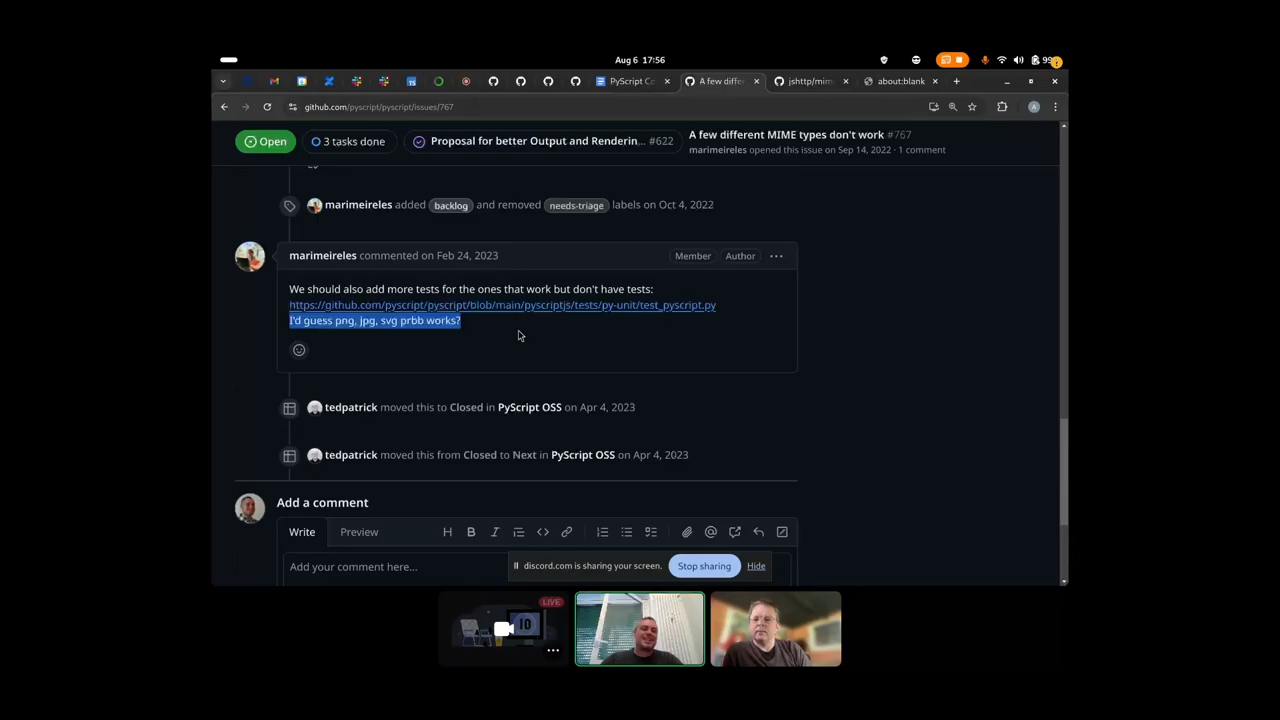 Aug 6 17:56
99
PyScript Co
A few differ
jshttp/mim
about:blank
github.com/pyscript/pyscript/issues/767
Open
3 tasks done
Proposal for better Output and Renderin... #622
A few different MIME types don't work #767
marimeireles opened this issue on Sep 14, 2022 · 1 comment
marimeireles added backlog and removed needs-triage labels on Oct 4, 2022
marimeireles commented on Feb 24, 2023
Member
Author
We should also add more tests for the ones that work but don't have tests:
https://github.com/pyscript/pyscript/blob/main/pyscriptjs/tests/py-unit/test_pyscript.py
I'd guess png, jpg, svg prbb works?
tedpatrick moved this to Closed in PyScript OSS on Apr 4, 2023
tedpatrick moved this from Closed to Next in PyScript OSS on Apr 4, 2023
Add a comment
Write
Preview
Add your comment here...
discord.com is sharing your screen.
Stop sharing
Hide
LIVE